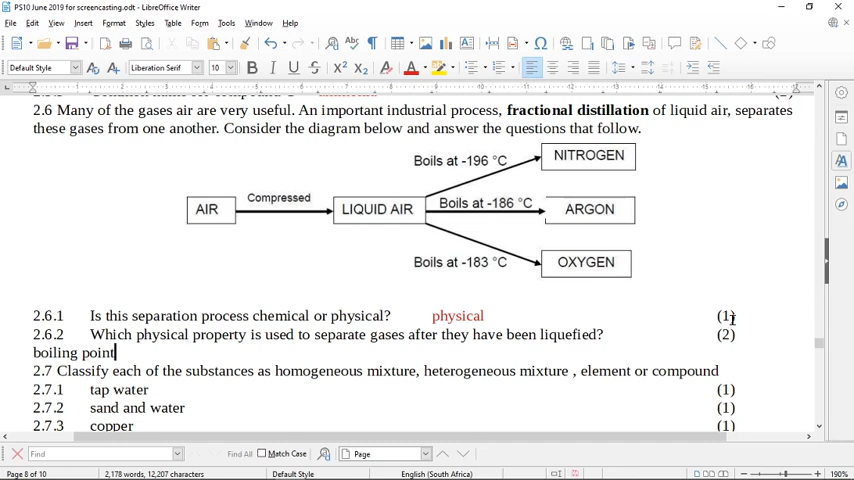 PS10 June 2019 for screencasting.odt - LibreOffice Writer
File Edit View Insert Format Styles Table Form Tools Window Help
Default Style
Liberation Serif
10
2.6 Many of the gases air are very useful. An important industrial process, fractional distillation of liquid air, separates
these gases from one another. Consider the diagram below and answer the questions that follow.
Boils at -196 °C
NITROGEN
AIR
Compressed
LIQUID AIR
Boils at -186 °C
ARGON
Boils at -183 °C
OXYGEN
2.6.1 Is this separation process chemical or physical? physical (1)
2.6.2 Which physical property is used to separate gases after they have been liquefied? (2)
boiling point
2.7 Classify each of the substances as homogeneous mixture, heterogeneous mixture , element or compound
2.7.1 tap water (1)
2.7.2 sand and water (1)
2.7.3 copper (1)
Find Find All Match Case Page
Page 8 of 10 2,178 words, 12,207 characters Default Style English (South Africa) 190%